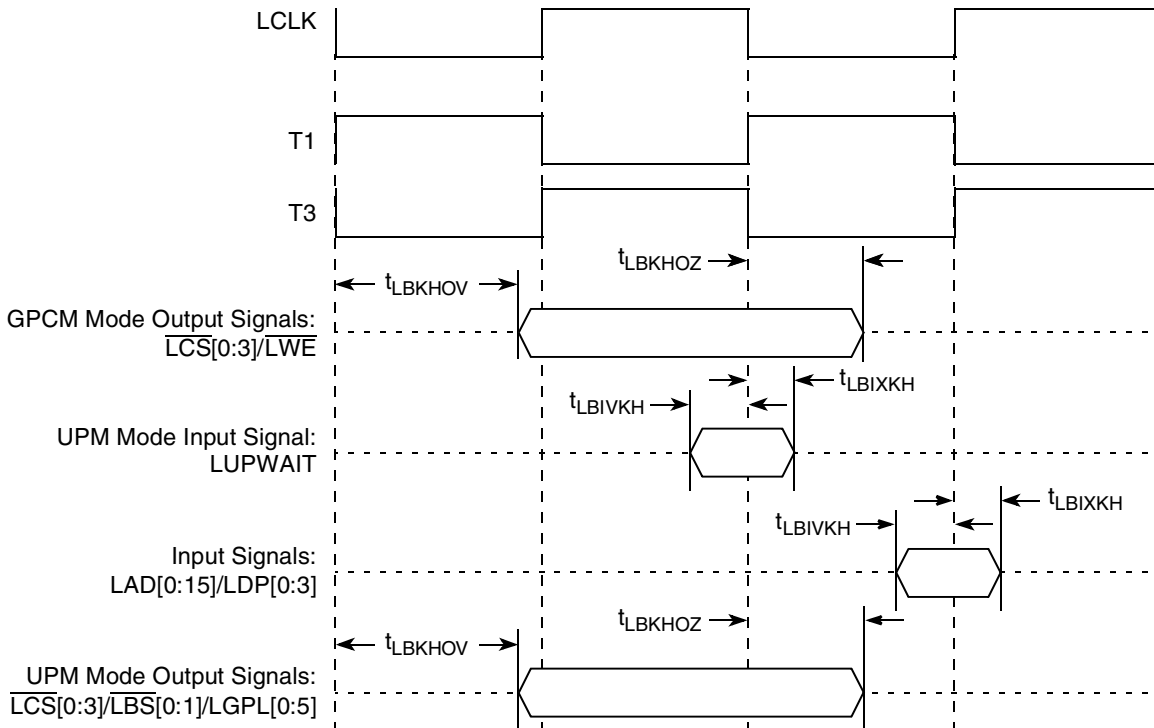 LCLK
T1
T3
tLBKHOZ
tLBKHOV
GPCM Mode Output Signals:
LCS[0:3]/LWE
tLBIXKH
tLBIVKH
UPM Mode Input Signal:
LUPWAIT
tLBIXKH
tLBIVKH
Input Signals:
LAD[0:15]/LDP[0:3]
tLBKHOZ
tLBKHOV
UPM Mode Output Signals:
LCS[0:3]/LBS[0:1]/LGPL[0:5]